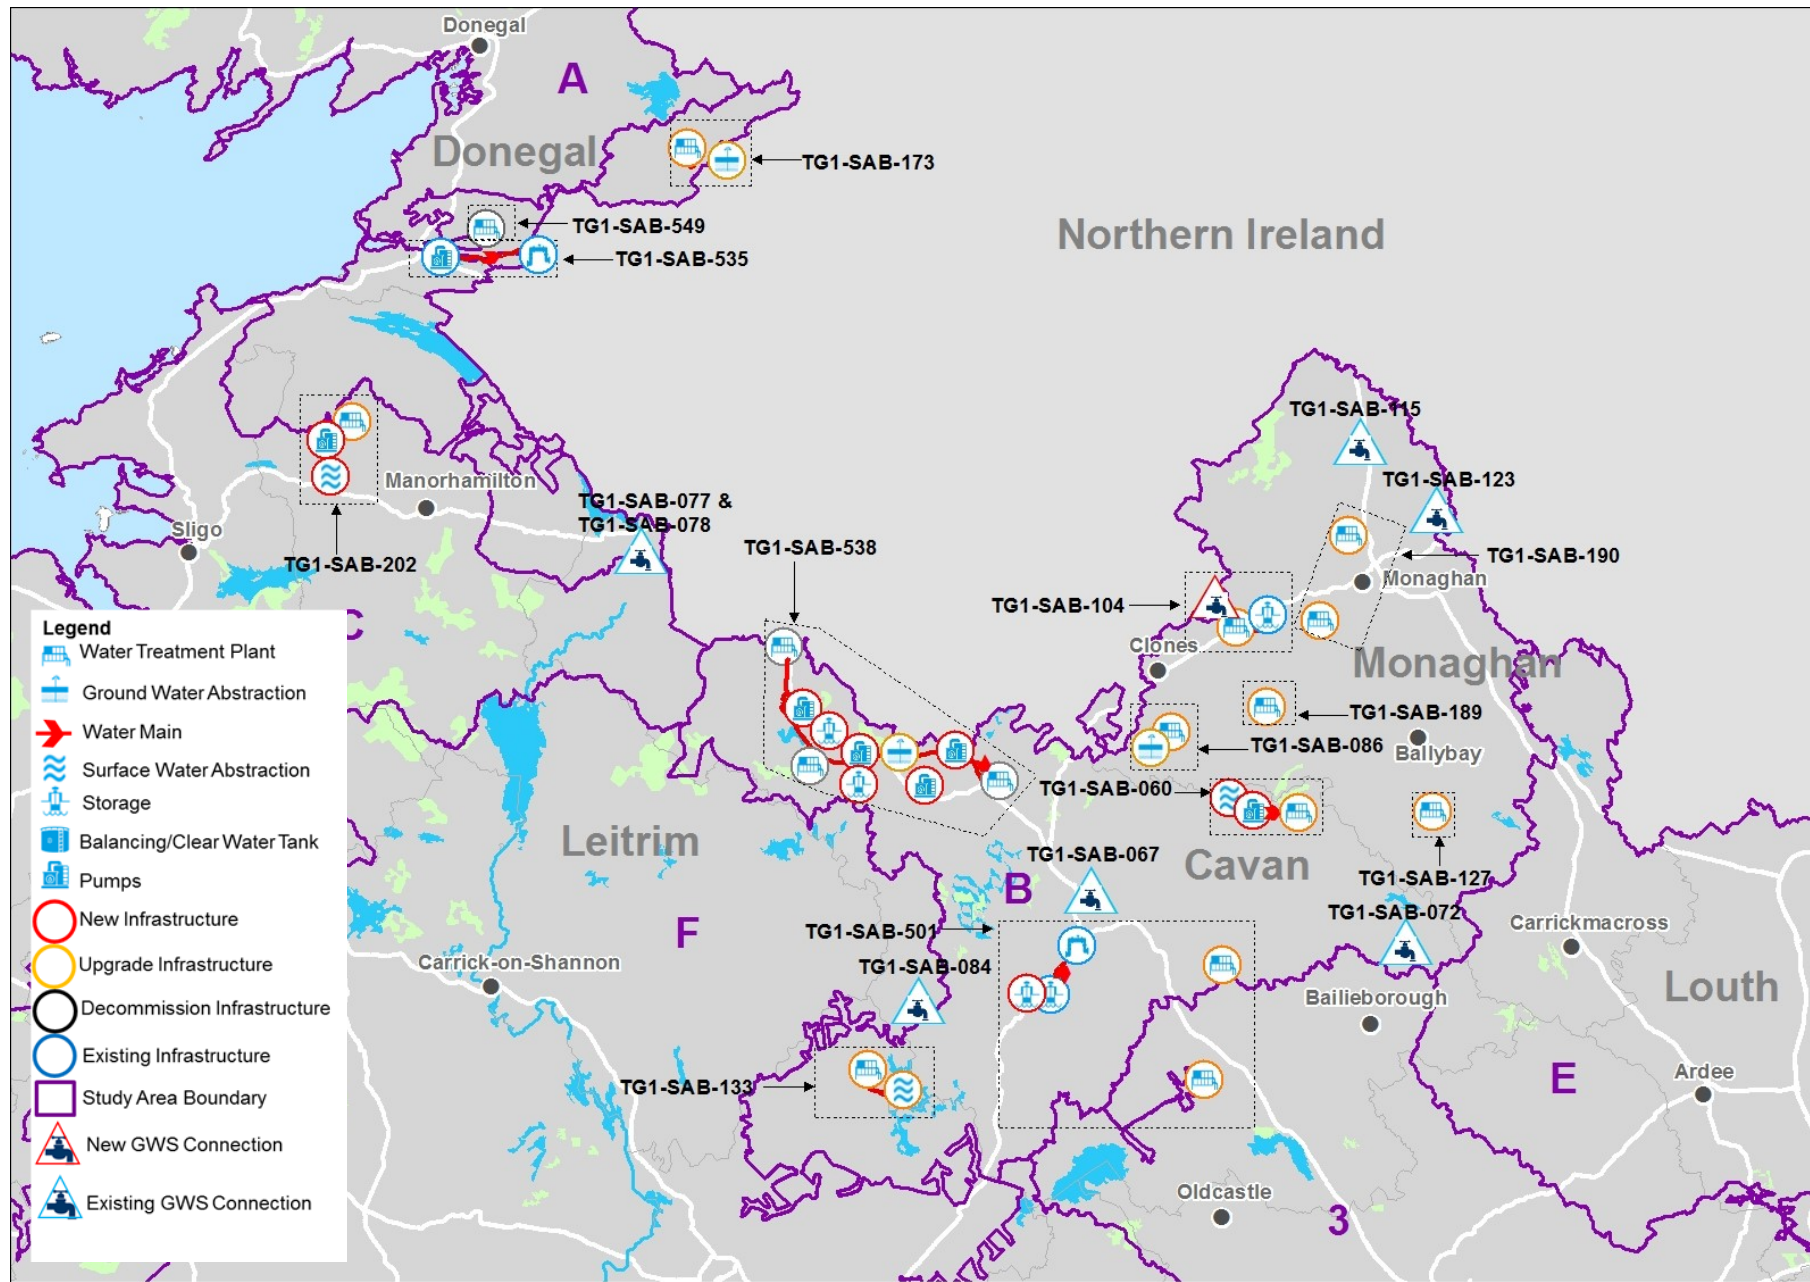 Donegal
A
Donegal
TG1-SAB-173
TG1-SAB-549
TG1-SAB-535
Northern Ireland
TG1-SAB-115
TG1-SAB-123
Manorhamilton
TG1-SAB-077 &
TG1-SAB-078
Sligo
TG1-SAB-202
TG1-SAB-538
TG1-SAB-190
Monaghan
TG1-SAB-104
Clones
Monaghan
C
TG1-SAB-189
Ballybay
TG1-SAB-086
TG1-SAB-060
Leitrim
TG1-SAB-067
Cavan
B
TG1-SAB-127
TG1-SAB-072
Carrickmacross
F
TG1-SAB-501
TG1-SAB-084
Carrick-on-Shannon
Bailieborough
Louth
TG1-SAB-133
E
Ardee
Oldcastle
3
Legend
Water Treatment Plant
Ground Water Abstraction
Water Main
Surface Water Abstraction
Storage
Balancing/Clear Water Tank
Pumps
New Infrastructure
Upgrade Infrastructure
Decommission Infrastructure
Existing Infrastructure
Study Area Boundary
New GWS Connection
Existing GWS Connection